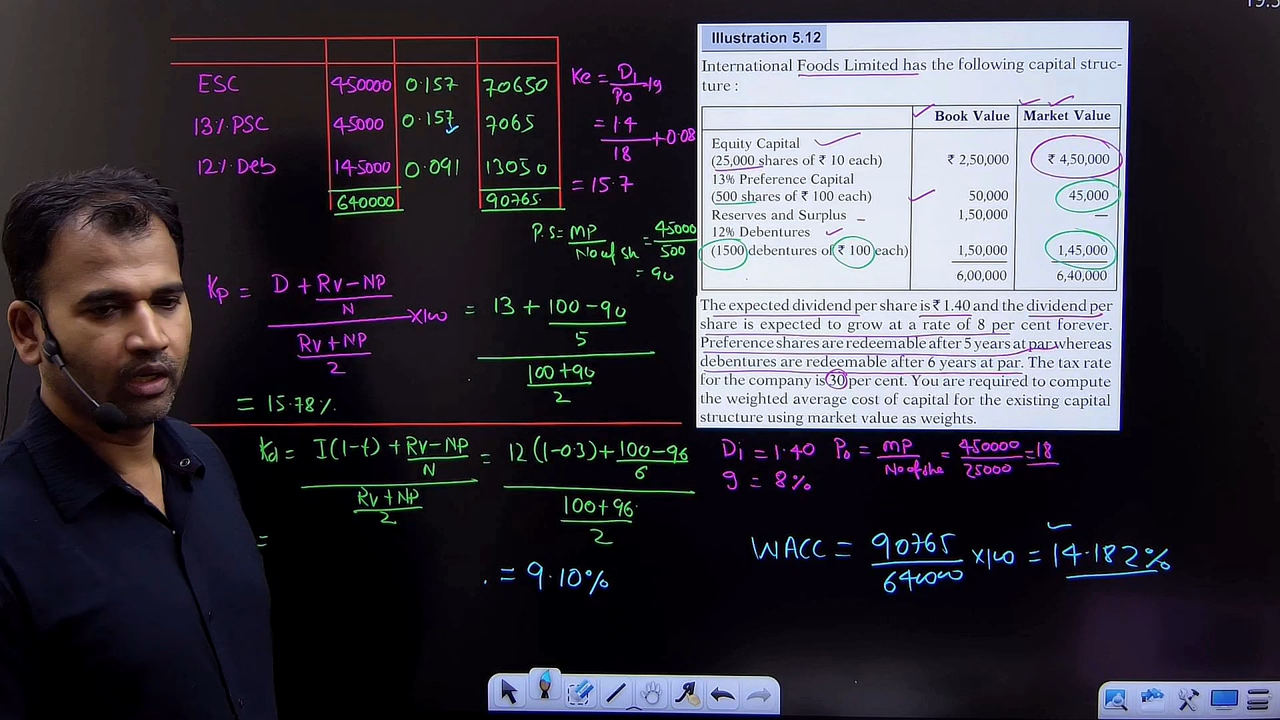 19.5
ESC 450000 0.157 70650
13%.PSC 45000 0.157 7065
12%.Deb 145000 0.091 13050
640000 90765.
Ke = D1/P0 +g
= 1.4/18 + 0.08
= 15.7
P.S = MP/No of sh = 45000/500
= 90
Kp = (D + (Rv-NP)/N) / ((Rv+NP)/2) x100 = (13 + (100-90)/5) / ((100+90)/2)
= 15.78%.
Kd = (I(1-t) + (Rv-NP)/N) / ((Rv+NP)/2) = (12(1-0.3) + (100-96)/6) / ((100+96)/2)
=
. = 9.10%
Illustration 5.12
International Foods Limited has the following capital struc-
ture :
Book Value Market Value
Equity Capital
(25,000 shares of ₹ 10 each) ₹ 2,50,000 ₹ 4,50,000
13% Preference Capital
(500 shares of ₹ 100 each) 50,000 45,000
Reserves and Surplus 1,50,000 —
12% Debentures
(1500 debentures of ₹ 100 each) 1,50,000 1,45,000
6,00,000 6,40,000
The expected dividend per share is ₹ 1.40 and the dividend per
share is expected to grow at a rate of 8 per cent forever.
Preference shares are redeemable after 5 years at par whereas
debentures are redeemable after 6 years at par. The tax rate
for the company is 30 per cent. You are required to compute
the weighted average cost of capital for the existing capital
structure using market value as weights.
D1 = 1.40 P0 = MP/No of she = 450000/25000 = 18
g = 8%
WACC = 90765/640000 x100 = 14.182%